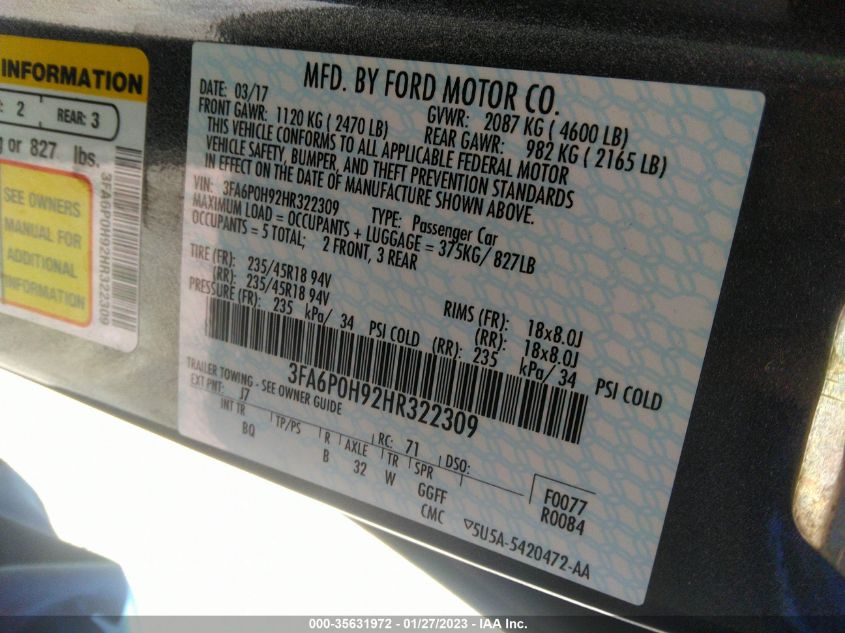 INFORMATION
: 2 REAR: 3
g or 827 lbs.
SEE OWNERS
MANUAL FOR
ADDITIONAL
INFORMATION
3FA6P0H92HR322309
MFD. BY FORD MOTOR CO.
DATE: 03/17 GVWR: 2087 KG ( 4600 LB)
FRONT GAWR: 1120 KG ( 2470 LB) REAR GAWR: 982 KG ( 2165 LB)
THIS VEHICLE CONFORMS TO ALL APPLICABLE FEDERAL MOTOR
VEHICLE SAFETY, BUMPER, AND THEFT PREVENTION STANDARDS
IN EFFECT ON THE DATE OF MANUFACTURE SHOWN ABOVE.
VIN: 3FA6P0H92HR322309 TYPE: Passenger Car
MAXIMUM LOAD = OCCUPANTS + LUGGAGE = 375KG/ 827LB
OCCUPANTS = 5 TOTAL; 2 FRONT, 3 REAR
TIRE (FR): 235/45R18 94V RIMS (FR): 18x8.0J
(RR): 235/45R18 94V (RR): 18x8.0J
PRESSURE (FR): 235 kPa/ 34 PSI COLD (RR): 235 kPa/34 PSI COLD
3FA6P0H92HR322309
TRAILER TOWING - SEE OWNER GUIDE
EXT PNT: J7 RC: 71 DSO:
INT TR TP/PS R AXLE TR SPR
BQ B 32 W GGFF
CMC
F0077
R0084
▽5U5A-5420472-AA
000-35631972 - 01/27/2023 - IAA Inc.